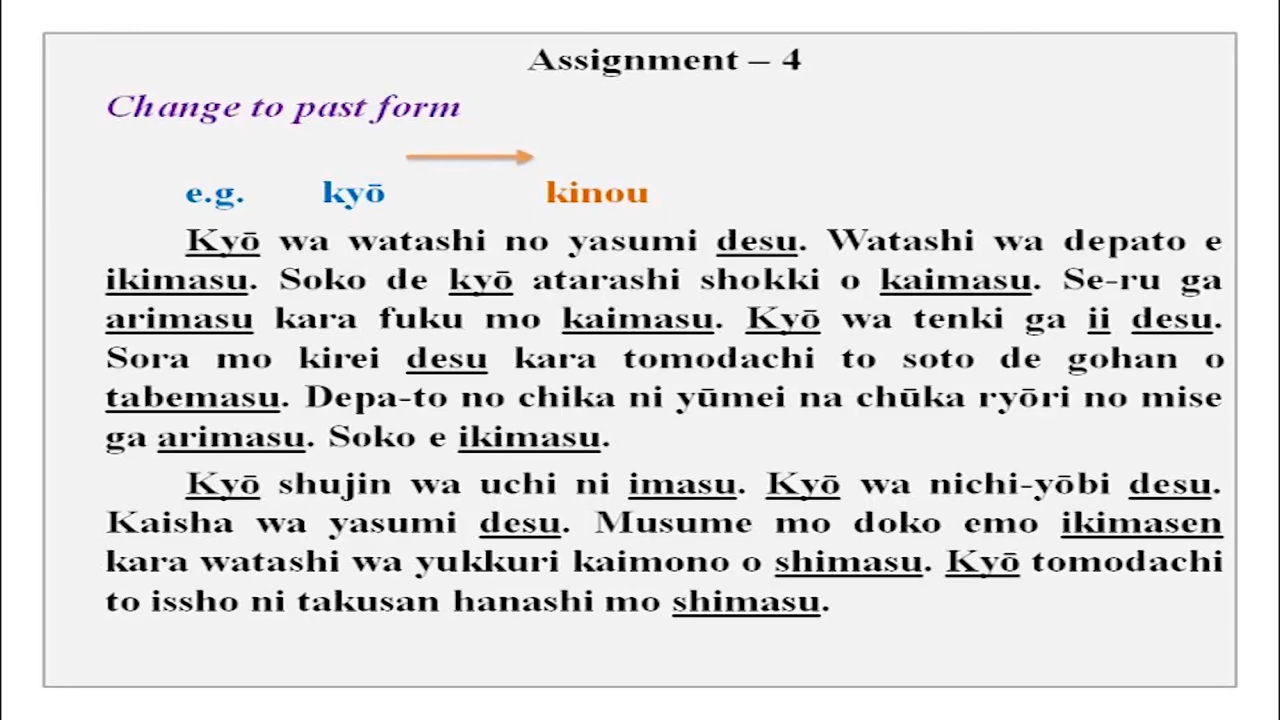 Assignment – 4
Change to past form
e.g. kyō kinou
Kyō wa watashi no yasumi desu. Watashi wa depato e
ikimasu. Soko de kyō atarashi shokki o kaimasu. Se-ru ga
arimasu kara fuku mo kaimasu. Kyō wa tenki ga ii desu.
Sora mo kirei desu kara tomodachi to soto de gohan o
tabemasu. Depa-to no chika ni yūmei na chūka ryōri no mise
ga arimasu. Soko e ikimasu.
Kyō shujin wa uchi ni imasu. Kyō wa nichi-yōbi desu.
Kaisha wa yasumi desu. Musume mo doko emo ikimasen
kara watashi wa yukkuri kaimono o shimasu. Kyō tomodachi
to issho ni takusan hanashi mo shimasu.